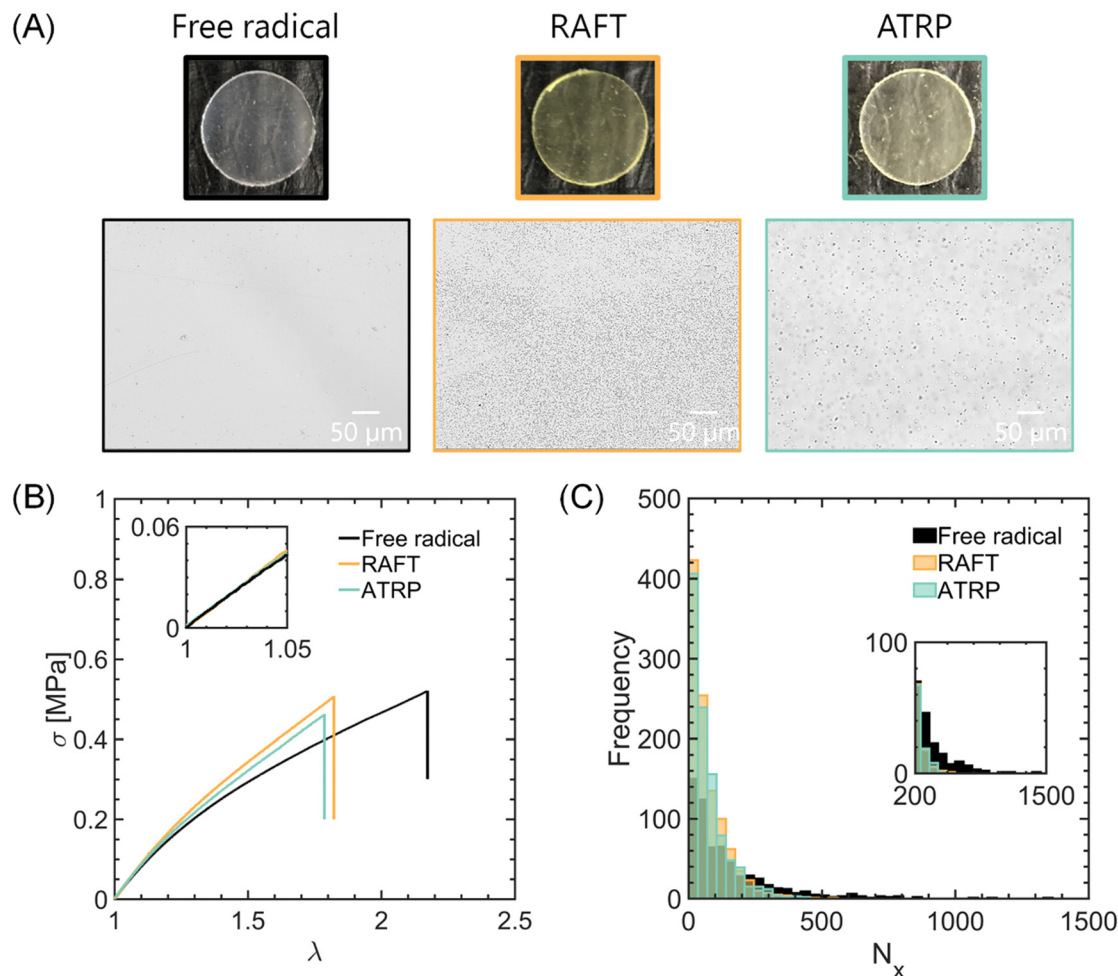 (A)
Free radical RAFT ATRP
50 μm 50 μm 50 μm
(B)
1
0.8
0.6
0.4
0.2
0
σ [MPa]
0.06
0
1 1.05
Free radical
RAFT
ATRP
1 1.5 2 2.5
λ
(C)
500
400
300
200
100
0
Frequency
Free radical
RAFT
ATRP
100
0
200 1500
0 500 1000 1500
Nx